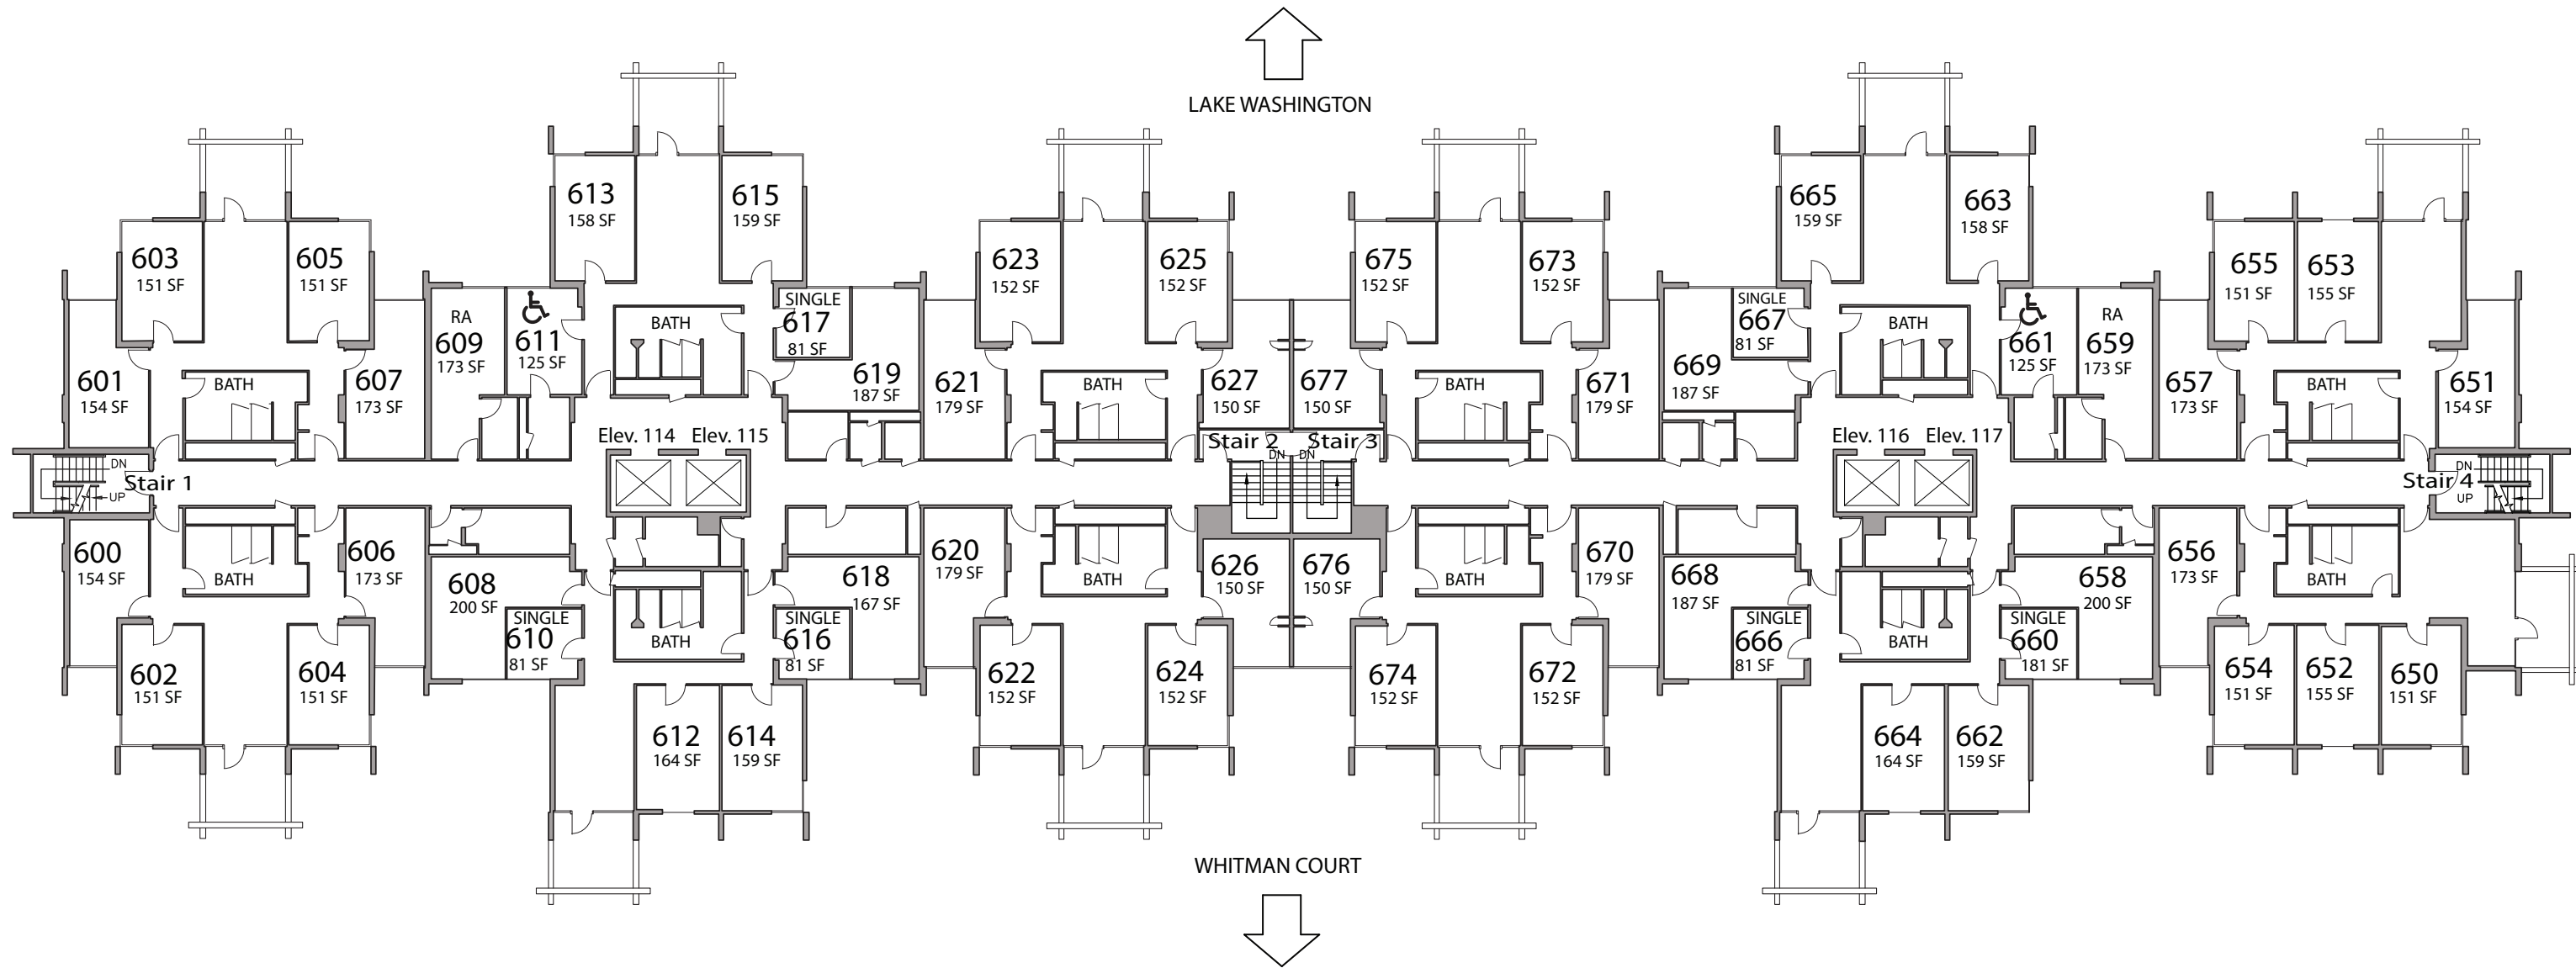 LAKE WASHINGTON
613
158 SF
615
159 SF
665
159 SF
663
158 SF
603
151 SF
605
151 SF
623
152 SF
625
152 SF
675
152 SF
673
152 SF
655
151 SF
653
155 SF
RA
609
173 SF
611
125 SF
BATH
SINGLE
617
81 SF
619
187 SF
SINGLE
667
81 SF
669
187 SF
BATH
661
125 SF
RA
659
173 SF
601
154 SF
BATH
607
173 SF
621
179 SF
BATH
627
150 SF
677
150 SF
BATH
671
179 SF
657
173 SF
BATH
651
154 SF
Elev. 114
Elev. 115
Stair 2
DN
Stair 3
DN
Elev. 116
Elev. 117
DN
Stair 1
UP
DN
Stair 4
UP
600
154 SF
BATH
606
173 SF
608
200 SF
SINGLE
610
81 SF
BATH
618
167 SF
SINGLE
616
81 SF
620
179 SF
BATH
626
150 SF
676
150 SF
BATH
670
179 SF
668
187 SF
SINGLE
666
81 SF
BATH
658
200 SF
SINGLE
660
181 SF
656
173 SF
BATH
602
151 SF
604
151 SF
612
164 SF
614
159 SF
622
152 SF
624
152 SF
674
152 SF
672
152 SF
664
164 SF
662
159 SF
654
151 SF
652
155 SF
650
151 SF
WHITMAN COURT